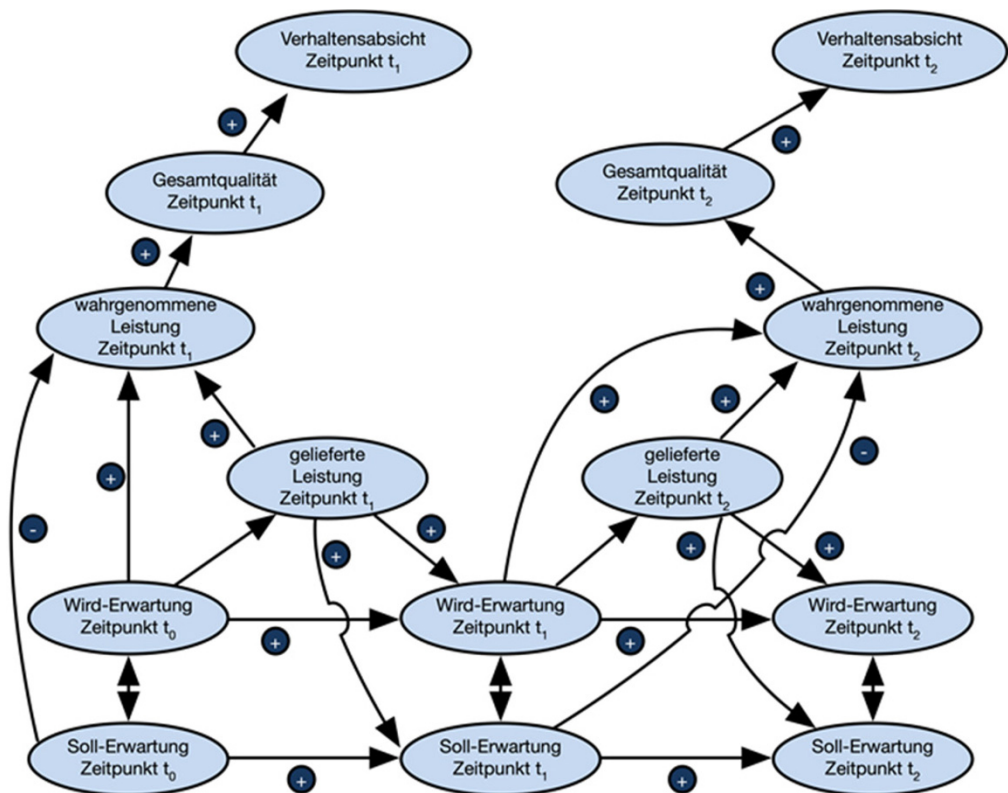 Verhaltensabsicht
Zeitpunkt t₁
Verhaltensabsicht
Zeitpunkt t₂
+
+
Gesamtqualität
Zeitpunkt t₁
Gesamtqualität
Zeitpunkt t₂
+
+
wahrgenommene
Leistung
Zeitpunkt t₁
wahrgenommene
Leistung
Zeitpunkt t₂
+
+
+
-
+
gelieferte
Leistung
Zeitpunkt t₁
gelieferte
Leistung
Zeitpunkt t₂
-
+
+
+
+
Wird-Erwartung
Zeitpunkt t₀
Wird-Erwartung
Zeitpunkt t₁
Wird-Erwartung
Zeitpunkt t₂
+
+
Soll-Erwartung
Zeitpunkt t₀
Soll-Erwartung
Zeitpunkt t₁
Soll-Erwartung
Zeitpunkt t₂
+
+